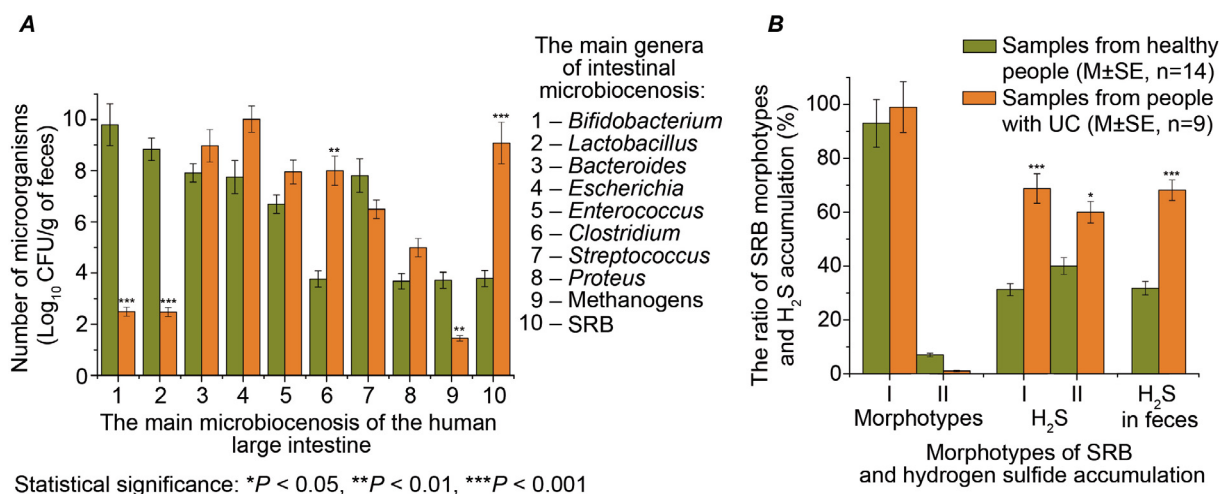 A
Number of microorganisms
(Log10 CFU/g of feces)
10
8
6
4
2
0
***
***
**
**
***
1 2 3 4 5 6 7 8 9 10
The main microbiocenosis of the human
large intestine
The main genera
of intestinal
microbiocenosis:
1 – Bifidobacterium
2 – Lactobacillus
3 – Bacteroides
4 – Escherichia
5 – Enterococcus
6 – Clostridium
7 – Streptococcus
8 – Proteus
9 – Methanogens
10 – SRB
B
Samples from healthy
people (M±SE, n=14)
Samples from people
with UC (M±SE, n=9)
The ratio of SRB morphotypes
and H2S accumulation (%)
100
80
60
40
20
0
***
*
***
I II I II H2S
Morphotypes H2S in feces
Morphotypes of SRB
and hydrogen sulfide accumulation
Statistical significance: *P < 0.05, **P < 0.01, ***P < 0.001